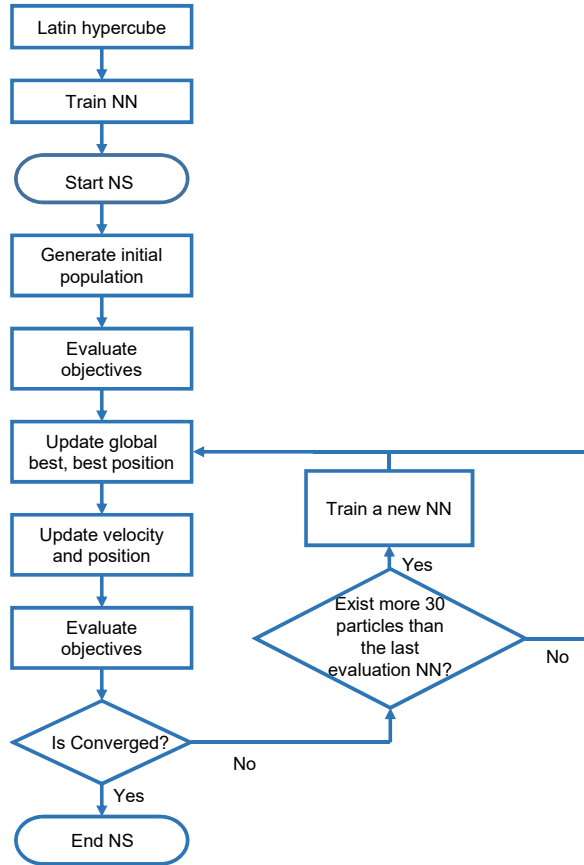 Latin hypercube
Train NN
Start NS
Generate initial
population
Evaluate
objectives
Update global
best, best position
Update velocity
and position
Evaluate
objectives
Is Converged?
No
Yes
End NS
Train a new NN
Yes
Exist more 30
particles than
the last
evaluation NN?
No